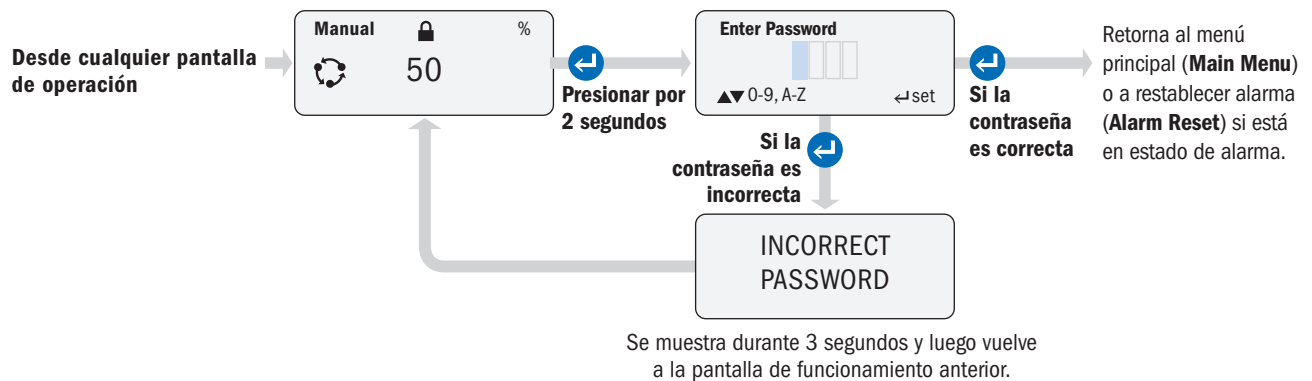 Desde cualquier pantalla
de operación
Manual %
50
Presionar por
2 segundos
Enter Password
▲▼ 0-9, A-Z ↵set
Si la
contraseña
es correcta
Retorna al menú
principal (Main Menu)
o a restablecer alarma
(Alarm Reset) si está
en estado de alarma.
Si la
contraseña es
incorrecta
INCORRECT
PASSWORD
Se muestra durante 3 segundos y luego vuelve
a la pantalla de funcionamiento anterior.